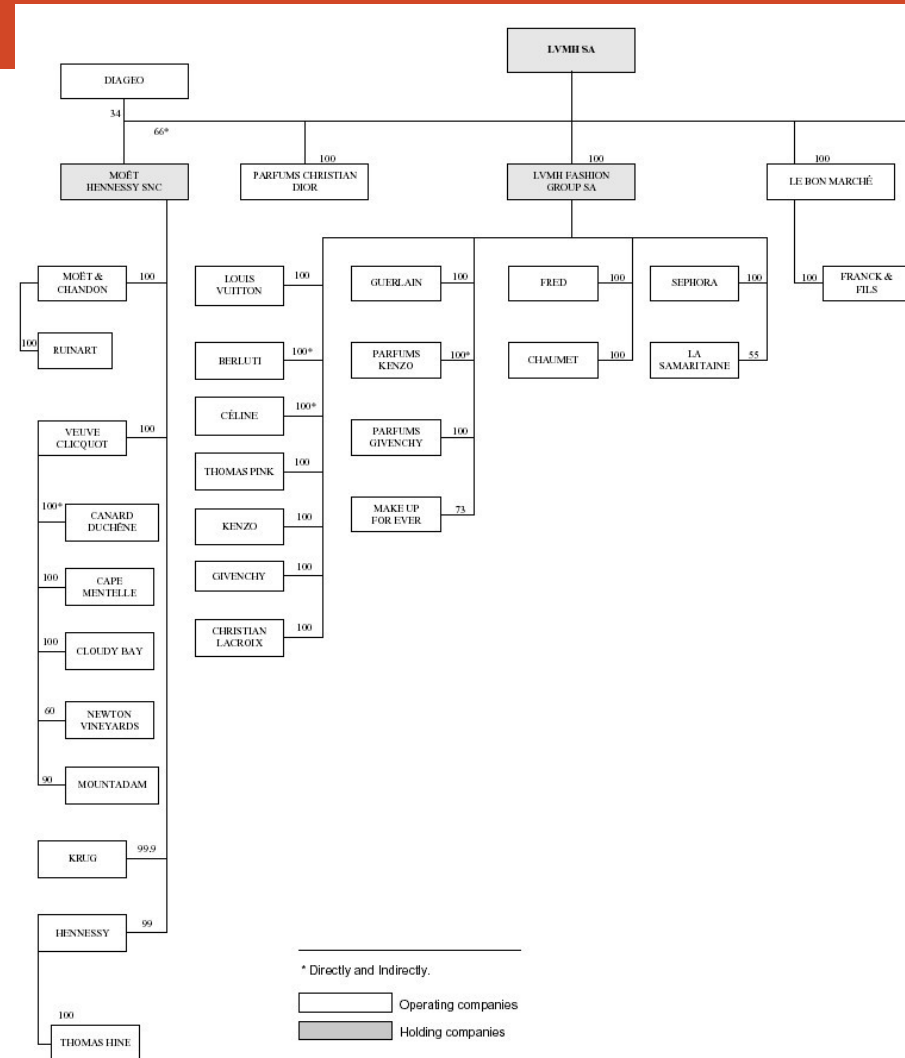 LVMH SA
DIAGEO
34
66*
MOËT
HENNESSY SNC
100
PARFUMS CHRISTIAN
DIOR
100
LVMH FASHION
GROUP SA
100
LE BON MARCHÉ
MOËT &
CHANDON
100
LOUIS
VUITTON
100
GUERLAIN
100
FRED
100
SEPHORA
100
100
FRANCK &
FILS
100
RUINART
BERLUTI
100*
PARFUMS
KENZO
100*
CHAUMET
100
LA
SAMARITAINE
55
CÉLINE
100*
VEUVE
CLICQUOT
100
PARFUMS
GIVENCHY
100
THOMAS PINK
100
100*
CANARD
DUCHÊNE
KENZO
100
MAKE UP
FOR EVER
73
100
CAPE
MENTELLE
GIVENCHY
100
100
CLOUDY BAY
CHRISTIAN
LACROIX
100
60
NEWTON
VINEYARDS
90
MOUNTADAM
KRUG
99.9
HENNESSY
99
100
THOMAS HINE
* Directly and Indirectly.
Operating companies
Holding companies